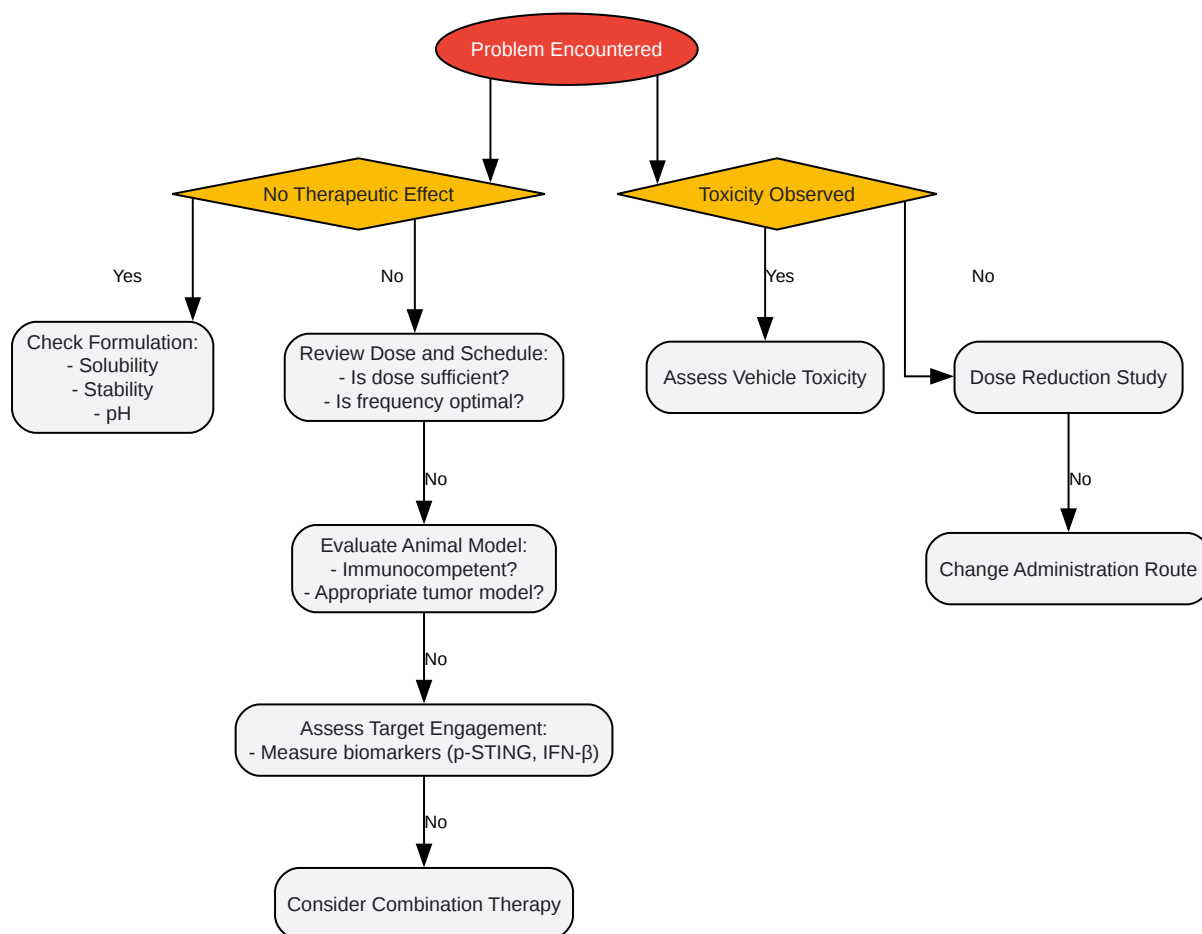 Problem Encountered
No Therapeutic Effect
Toxicity Observed
Yes
No
Yes
No
Check Formulation:
- Solubility
- Stability
- pH
Review Dose and Schedule:
- Is dose sufficient?
- Is frequency optimal?
Assess Vehicle Toxicity
Dose Reduction Study
No
No
Evaluate Animal Model:
- Immunocompetent?
- Appropriate tumor model?
Change Administration Route
No
Assess Target Engagement:
- Measure biomarkers (p-STING, IFN-β)
No
Consider Combination Therapy